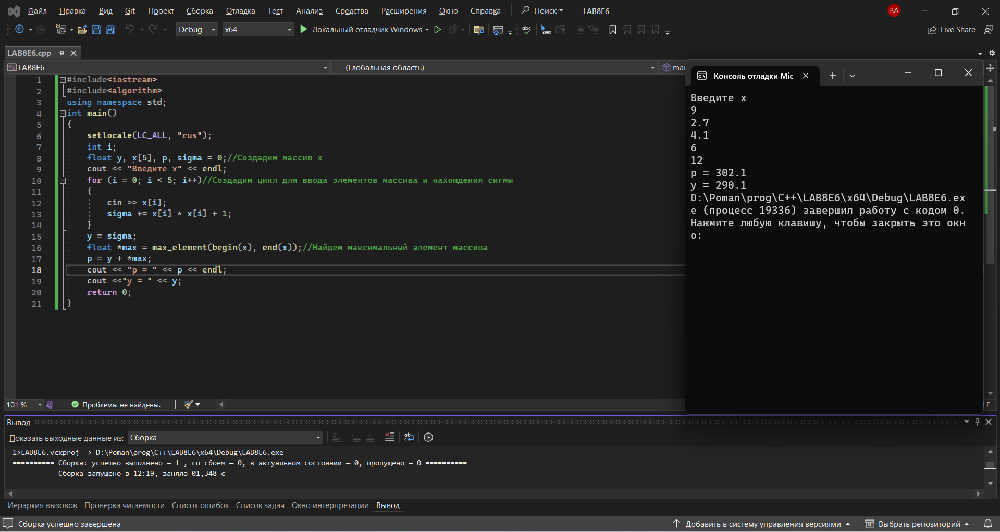 Файл Правка Вид Git Проект Сборка Отладка Тест Анализ Средства Расширения Окно Справка Поиск LAB8E6 RA
Debug x64 Локальный отладчик Windows Live Share
LAB8E6.cpp
LAB8E6 (Глобальная область) mai
1 #include<iostream>
2 #include<algorithm>
3 using namespace std;
4 int main()
5 {
6 setlocale(LC_ALL, "rus");
7 int i;
8 float y, x[5], p, sigma = 0;//Создадим массив x
9 cout << "Введите x" << endl;
10 for (i = 0; i < 5; i++)//Создадим цикл для ввода элементов массива и нахождения сигмы
11 {
12 cin >> x[i];
13 sigma += x[i] * x[i] + 1;
14 }
15 y = sigma;
16 float *max = max_element(begin(x), end(x));//Найдем максимальный элемент массива
17 p = y + *max;
18 cout << "p = " << p << endl;
19 cout <<"y = " << y;
20 return 0;
21 }
Консоль отладки Mic
Введите x
9
2.7
4.1
6
12
p = 302.1
y = 290.1
D:\Poman\prog\C++\LAB8E6\x64\Debug\LAB8E6.ex
e (процесс 19336) завершил работу с кодом 0.
Нажмите любую клавишу, чтобы закрыть это окн
о:
101 % Проблемы не найдены. LF
Вывод
Показать выходные данные из: Сборка
1>LAB8E6.vcxproj -> D:\Poman\prog\C++\LAB8E6\x64\Debug\LAB8E6.exe
========== Сборка: успешно выполнено — 1 , со сбоем — 0, в актуальном состоянии — 0, пропущено — 0 ==========
========== Сборка запущено в 12:19, заняло 01,348 с ==========
Иерархия вызовов Проверка читаемости Список ошибок Список задач Окно интерпретации Вывод
Сборка успешно завершена Добавить в систему управления версиями Выбрать репозиторий